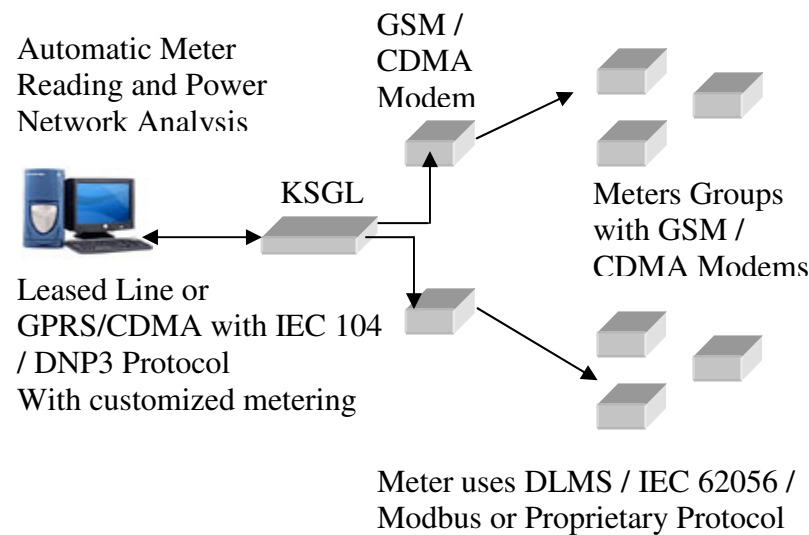 Automatic Meter
Reading and Power
Network Analysis
GSM /
CDMA
Modem
KSGL
Meters Groups
with GSM /
CDMA Modems
Leased Line or
GPRS/CDMA with IEC 104
/ DNP3 Protocol
With customized metering
Meter uses DLMS / IEC 62056 /
Modbus or Proprietary Protocol